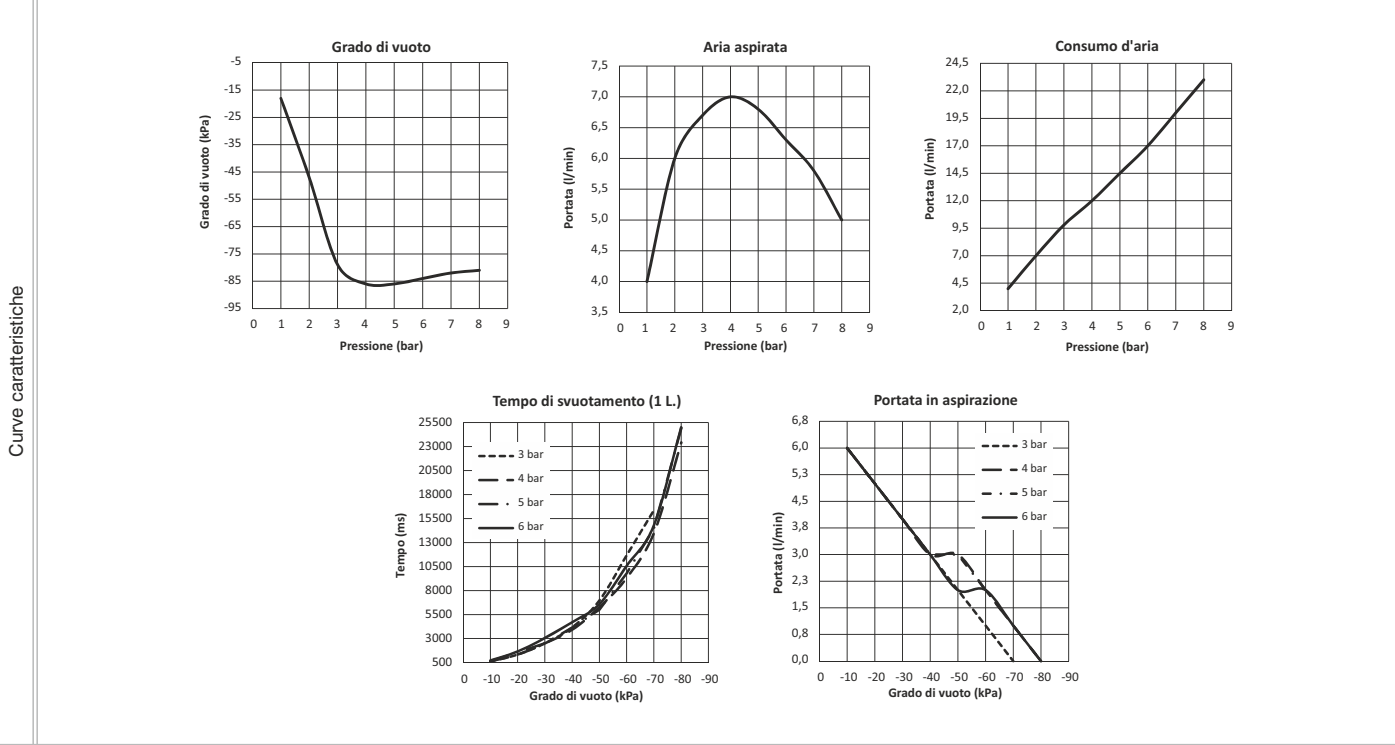 Curve caratteristiche
Grado di vuoto
Grado di vuoto (kPa)
-5
-15
-25
-35
-45
-55
-65
-75
-85
-95
0 1 2 3 4 5 6 7 8 9
Pressione (bar)
Aria aspirata
Portata (l/min)
7,5
7,0
6,5
6,0
5,5
5,0
4,5
4,0
3,5
0 1 2 3 4 5 6 7 8 9
Pressione (bar)
Consumo d'aria
Portata (l/min)
24,5
22,0
19,5
17,0
14,5
12,0
9,5
7,0
4,5
2,0
0 1 2 3 4 5 6 7 8 9
Pressione (bar)
Tempo di svuotamento (1 L.)
Tempo (ms)
25500
23000
20500
18000
15500
13000
10500
8000
5500
3000
500
3 bar
4 bar
5 bar
6 bar
0 -10 -20 -30 -40 -50 -60 -70 -80 -90
Grado di vuoto (kPa)
Portata in aspirazione
Portata (l/min)
6,8
6,0
5,3
4,5
3,8
3,0
2,3
1,5
0,8
0,0
3 bar
4 bar
5 bar
6 bar
0 -10 -20 -30 -40 -50 -60 -70 -80 -90
Grado di vuoto (kPa)